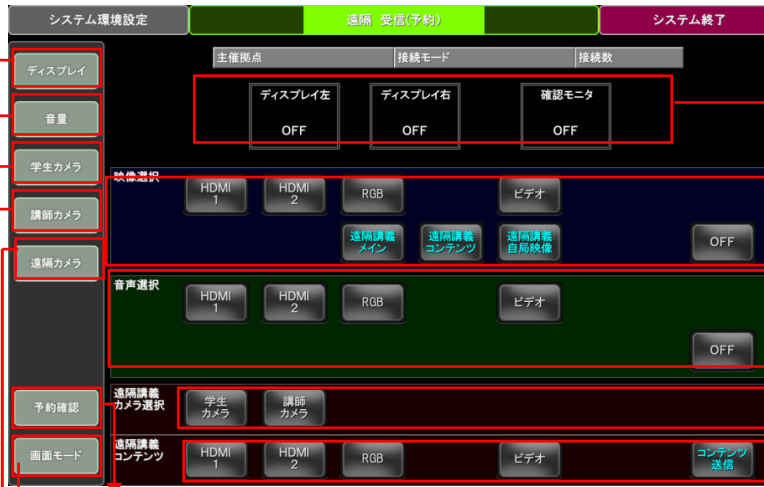 システム環境設定
遠隔 受信(予約)
システム終了
主催拠点
接続モード
接続数
ディスプレイ
音量
学生カメラ
講師カメラ
遠隔カメラ
予約確認
画面モード
ディスプレイ左
OFF
ディスプレイ右
OFF
確認モニタ
OFF
映像選択
HDMI
1
HDMI
2
RGB
ビデオ
遠隔講義
メイン
遠隔講義
コンテンツ
遠隔講義
自局映像
OFF
音声選択
HDMI
1
HDMI
2
RGB
ビデオ
OFF
遠隔講義
カメラ選択
学生
カメラ
講師
カメラ
遠隔講義
コンテンツ
HDMI
1
HDMI
2
RGB
ビデオ
コンテンツ
送信